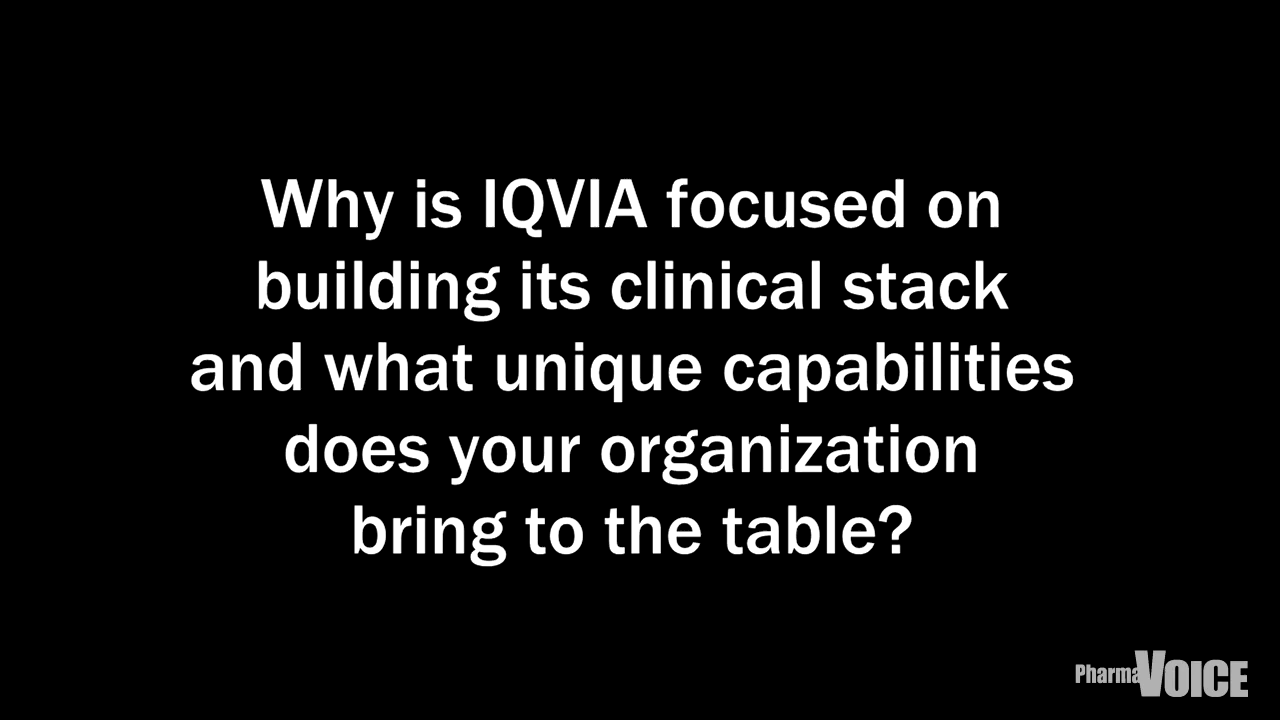 Why is IQVIA focused on
building its clinical stack
and what unique capabilities
does your organization
bring to the table?
PharmaVOICE